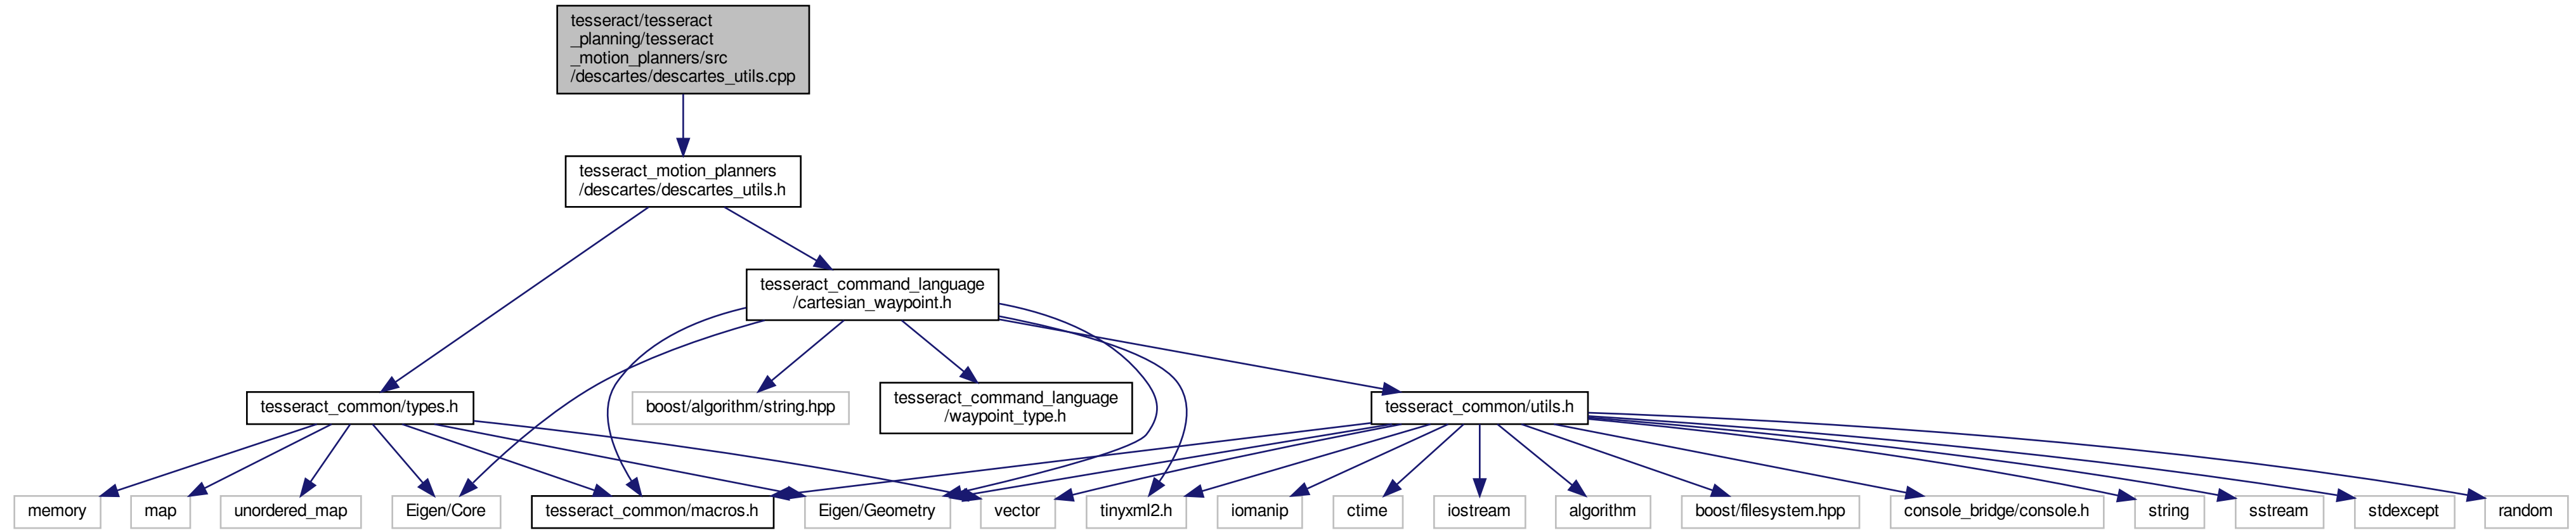 tesseract/tesseract
_planning/tesseract
_motion_planners/src
/descartes/descartes_utils.cpp
tesseract_motion_planners
/descartes/descartes_utils.h
tesseract_command_language
/cartesian_waypoint.h
tesseract_common/types.h
boost/algorithm/string.hpp
tesseract_command_language
/waypoint_type.h
tesseract_common/utils.h
memory
map
unordered_map
Eigen/Core
tesseract_common/macros.h
Eigen/Geometry
vector
tinyxml2.h
iomanip
ctime
iostream
algorithm
boost/filesystem.hpp
console_bridge/console.h
string
sstream
stdexcept
random